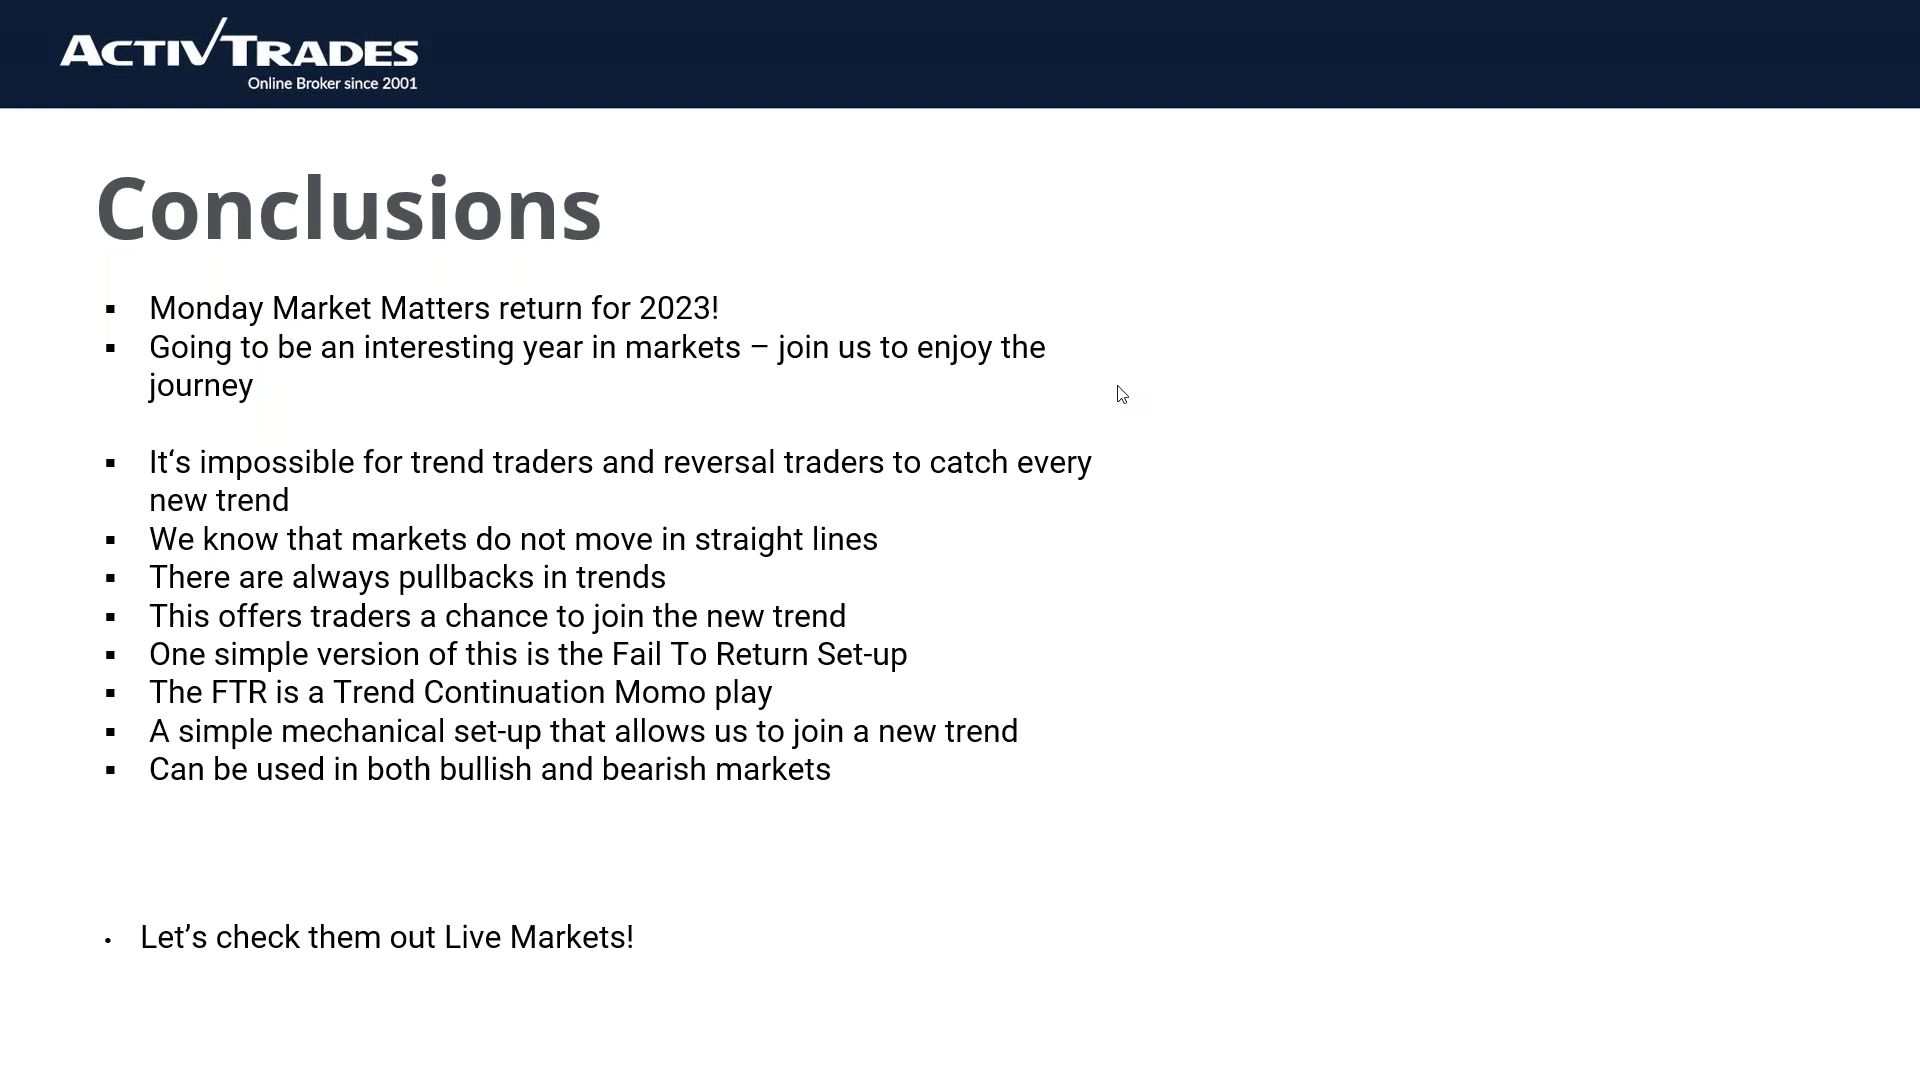 ACTIVTRADES
Online Broker since 2001
Conclusions
▪ Monday Market Matters return for 2023!
▪ Going to be an interesting year in markets – join us to enjoy the
journey
▪ It‘s impossible for trend traders and reversal traders to catch every
new trend
▪ We know that markets do not move in straight lines
▪ There are always pullbacks in trends
▪ This offers traders a chance to join the new trend
▪ One simple version of this is the Fail To Return Set-up
▪ The FTR is a Trend Continuation Momo play
▪ A simple mechanical set-up that allows us to join a new trend
▪ Can be used in both bullish and bearish markets
• Let’s check them out Live Markets!